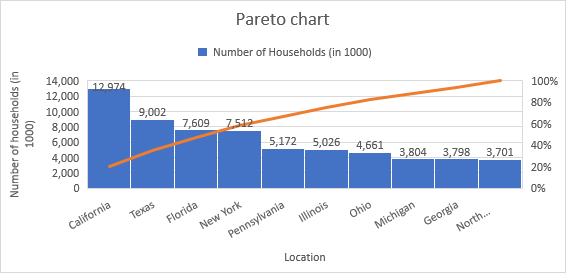 Pareto chart
Number of Households (in 1000)
Number of households (in
1000)
14,000
12,000
10,000
8,000
6,000
4,000
2,000
0
12,974
9,002
7,609
7,512
5,172
5,026
4,661
3,804
3,798
3,701
100%
80%
60%
40%
20%
0%
California
Texas
Florida
New York
Pennsylvania
Illinois
Ohio
Michigan
Georgia
North...
Location